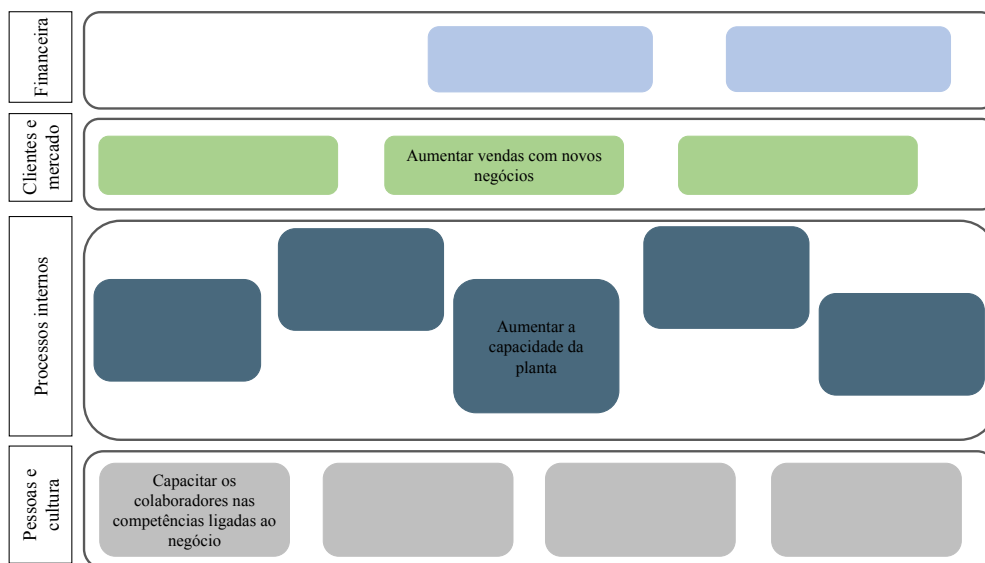 Financeira
Clientes e
mercado
Aumentar vendas com novos
negócios
Processos internos
Aumentar a
capacidade da
planta
Pessoas e
cultura
Capacitar os
colaboradores nas
competências ligadas ao
negócio